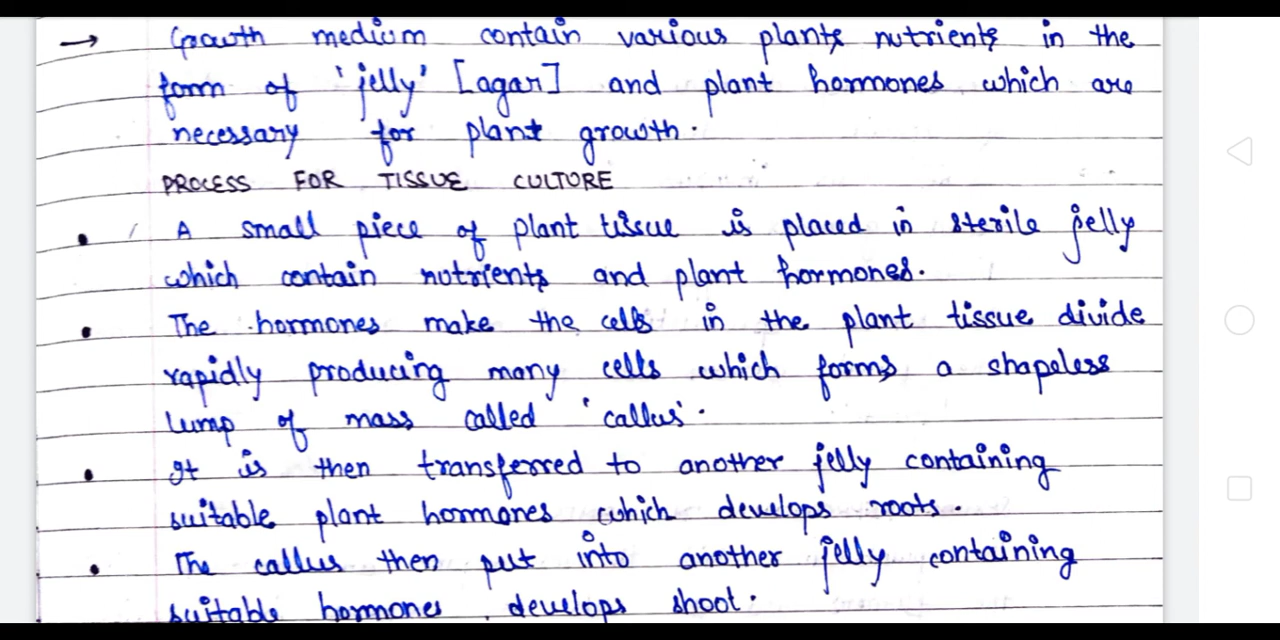 → Growth medium contain various plants nutrients in the
form of 'jelly' [agar] and plant hormones which are
necessary for plant growth.
PROCESS FOR TISSUE CULTURE
• A small piece of plant tissue is placed in sterile jelly
which contain nutrients and plant hormones.
• The hormones make the cells in the plant tissue divide
rapidly producing many cells which forms a shapeless
lump of mass called 'callus'.
• It is then transferred to another jelly containing
suitable plant hormones which develops roots.
• The callus then put into another jelly containing
suitable hormones develops shoot.